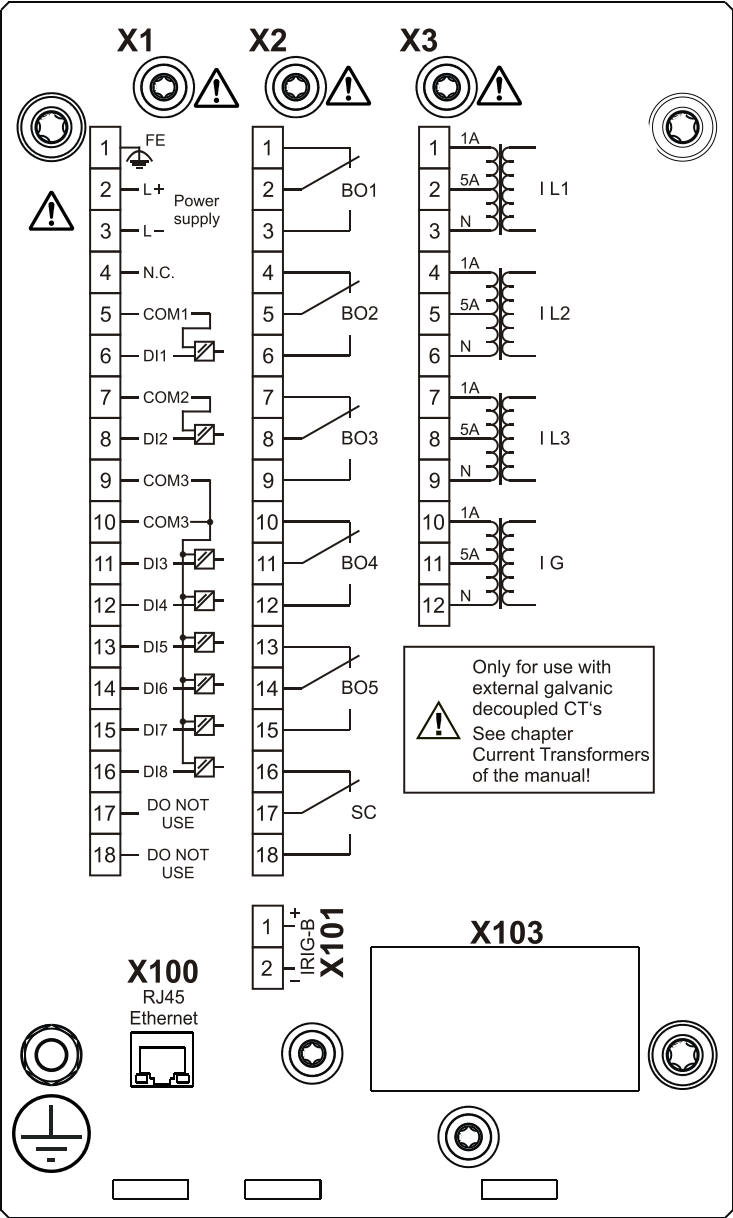 X1
1
FE
2
L+
Power
supply
3
L–
4
N.C.
5
COM1
6
DI1
7
COM2
8
DI2
9
COM3
10
COM3
11
DI3
12
DI4
13
DI5
14
DI6
15
DI7
16
DI8
17
DO NOT
USE
18
DO NOT
USE
X2
1
2
BO1
3
4
5
BO2
6
7
8
BO3
9
10
11
BO4
12
13
14
BO5
15
16
17
SC
18
X3
1
1A
2
5A
I L1
3
N
4
1A
5
5A
I L2
6
N
7
1A
8
5A
I L3
9
N
10
1A
11
5A
I G
12
N
Only for use with
external galvanic
decoupled CT‘s
See chapter
Current Transformers
of the manual!
1
+
2
–
IRIG-B
X101
X100
RJ45
Ethernet
X103